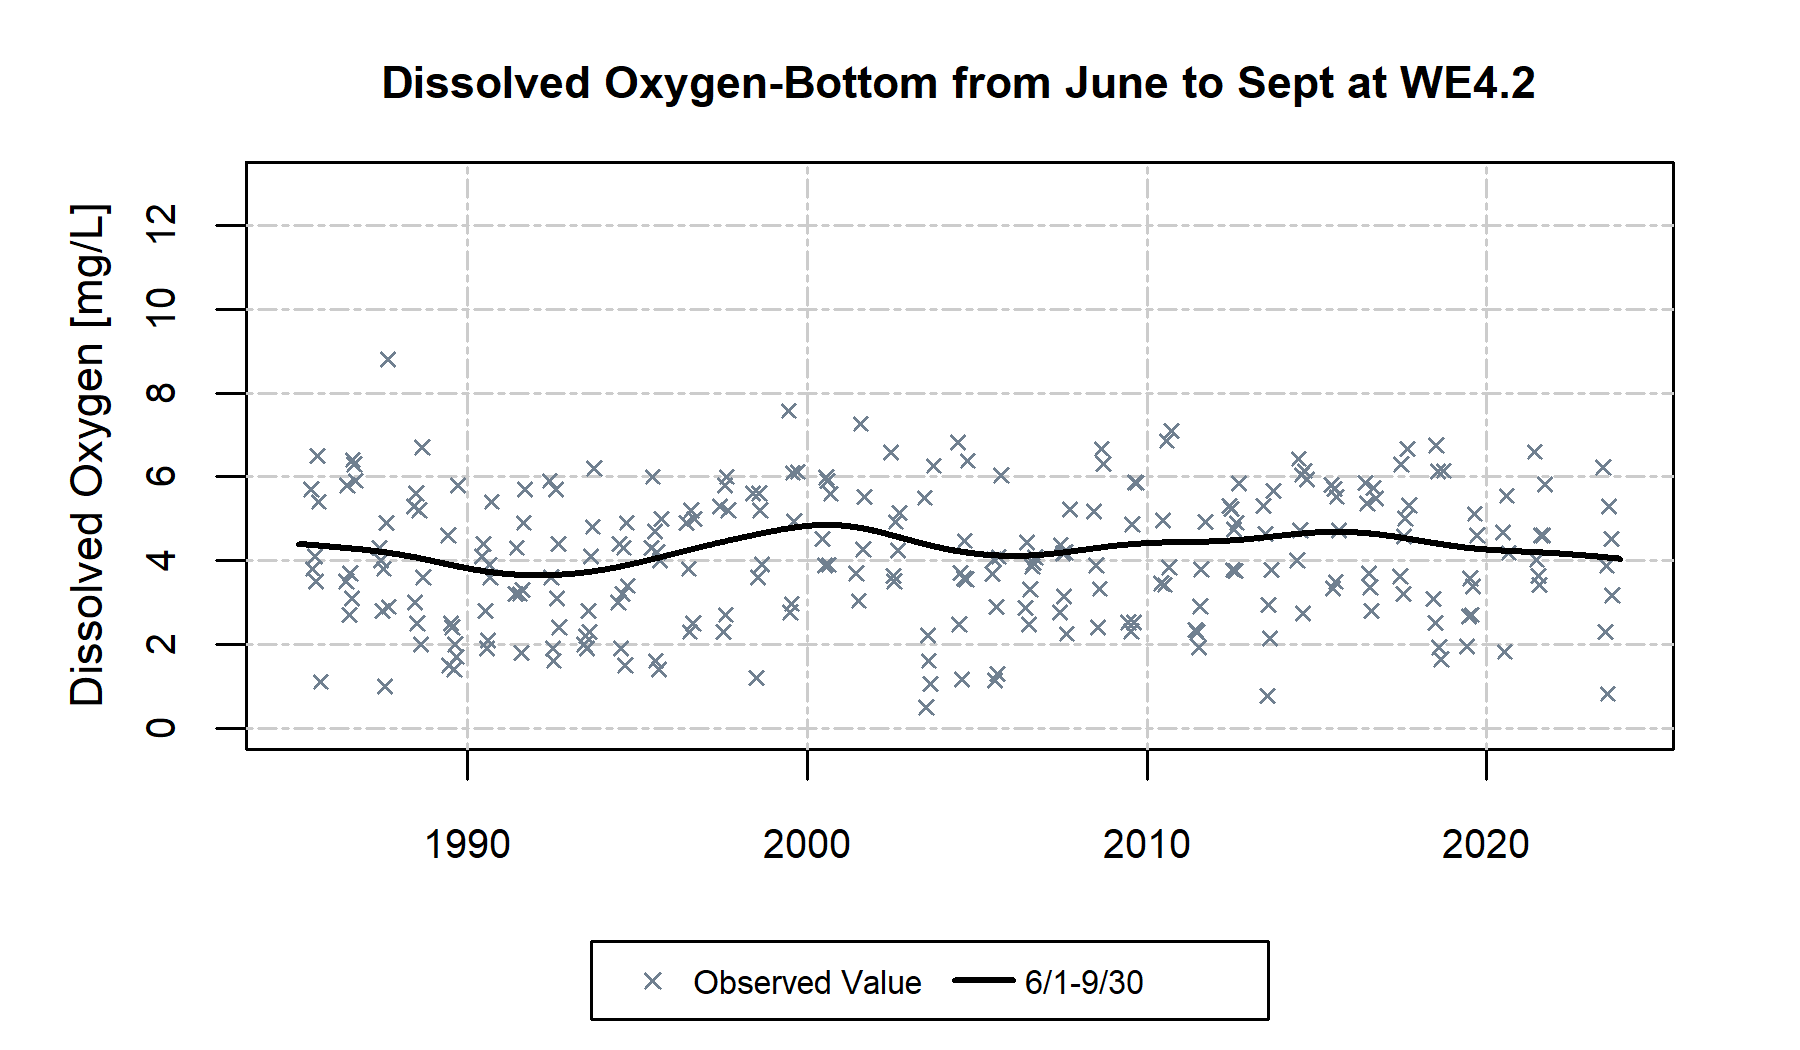 Dissolved Oxygen-Bottom from June to Sept at WE4.2
Dissolved Oxygen [mg/L]
12
10
8
6
4
2
0
1990 2000 2010 2020
Observed Value 6/1-9/30